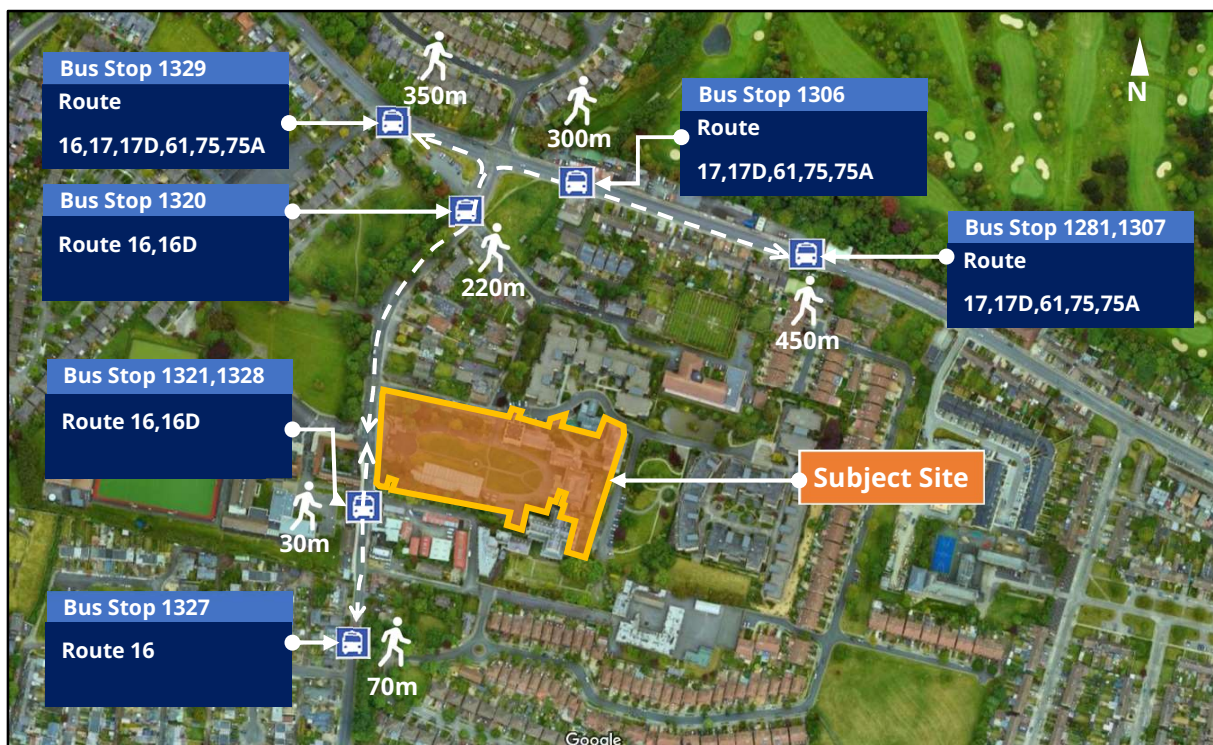 Bus Stop 1329
Route
16,17,17D,61,75,75A
350m
300m
Bus Stop 1306
Route
17,17D,61,75,75A
N
Bus Stop 1320
Route 16,16D
220m
Bus Stop 1281,1307
Route
17,17D,61,75,75A
450m
Bus Stop 1321,1328
Route 16,16D
30m
Subject Site
Bus Stop 1327
Route 16
70m
Google